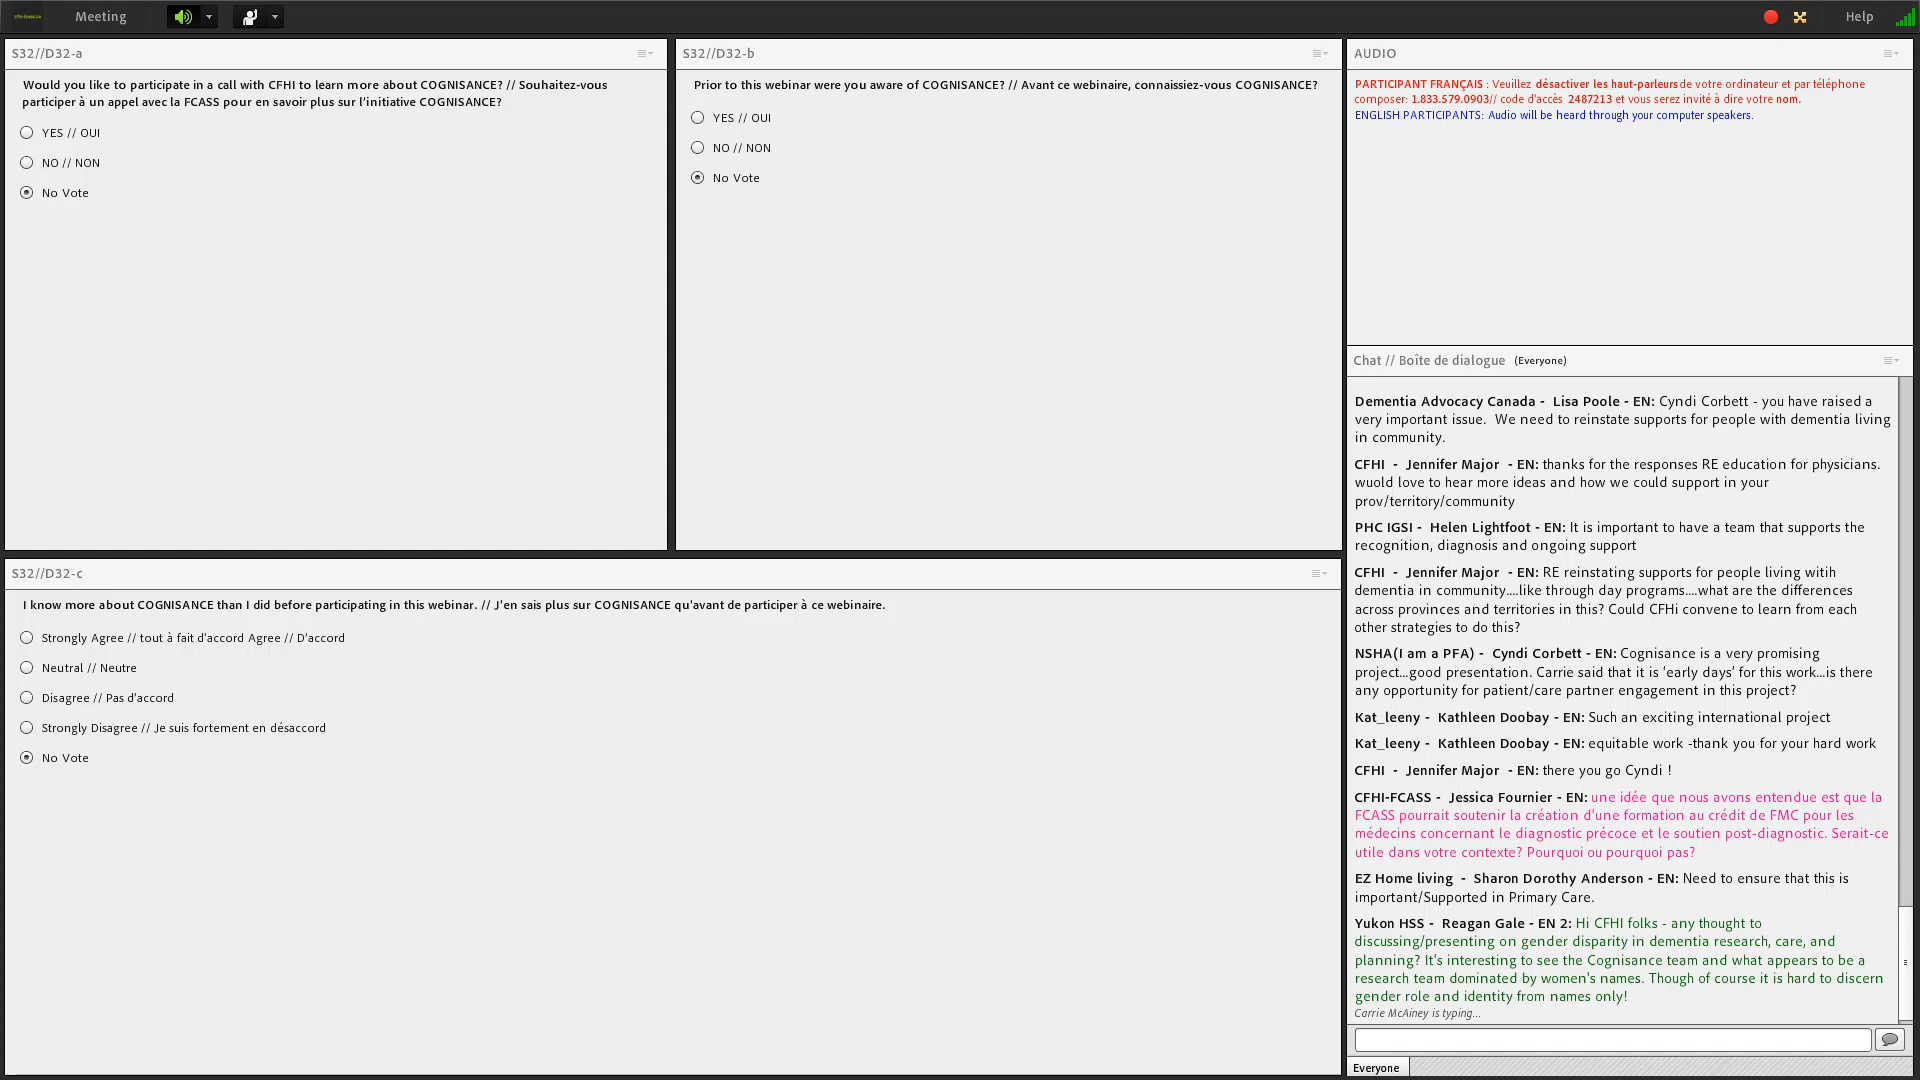 cfhi-fcass.ca
Meeting
Help
S32//D32-a
Would you like to participate in a call with CFHI to learn more about COGNISANCE? // Souhaitez-vous
participer à un appel avec la FCASS pour en savoir plus sur l'initiative COGNISANCE?
YES // OUI
NO // NON
No Vote
S32//D32-b
Prior to this webinar were you aware of COGNISANCE? // Avant ce webinaire, connaissiez-vous COGNISANCE?
YES // OUI
NO // NON
No Vote
S32//D32-c
I know more about COGNISANCE than I did before participating in this webinar. // J'en sais plus sur COGNISANCE qu'avant de participer à ce webinaire.
Strongly Agree // tout à fait d'accord Agree // D'accord
Neutral // Neutre
Disagree // Pas d'accord
Strongly Disagree // Je suis fortement en désaccord
No Vote
AUDIO
PARTICIPANT FRANÇAIS : Veuillez désactiver les haut-parleurs de votre ordinateur et par téléphone
composer: 1.833.579.0903// code d'accès 2487213 et vous serez invité à dire votre nom.
ENGLISH PARTICIPANTS: Audio will be heard through your computer speakers.
Chat // Boîte de dialogue (Everyone)
Dementia Advocacy Canada - Lisa Poole - EN: Cyndi Corbett - you have raised a
very important issue. We need to reinstate supports for people with dementia living
in community.
CFHI - Jennifer Major - EN: thanks for the responses RE education for physicians.
wuold love to hear more ideas and how we could support in your
prov/territory/community
PHC IGSI - Helen Lightfoot - EN: It is important to have a team that supports the
recognition, diagnosis and ongoing support
CFHI - Jennifer Major - EN: RE reinstating supports for people living witih
dementia in community....like through day programs....what are the differences
across provinces and territories in this? Could CFHi convene to learn from each
other strategies to do this?
NSHA(I am a PFA) - Cyndi Corbett - EN: Cognisance is a very promising
project...good presentation. Carrie said that it is 'early days' for this work...is there
any opportunity for patient/care partner engagement in this project?
Kat_leeny - Kathleen Doobay - EN: Such an exciting international project
Kat_leeny - Kathleen Doobay - EN: equitable work -thank you for your hard work
CFHI - Jennifer Major - EN: there you go Cyndi !
CFHI-FCASS - Jessica Fournier - EN: une idée que nous avons entendue est que la
FCASS pourrait soutenir la création d'une formation au crédit de FMC pour les
médecins concernant le diagnostic précoce et le soutien post-diagnostic. Serait-ce
utile dans votre contexte? Pourquoi ou pourquoi pas?
EZ Home living - Sharon Dorothy Anderson - EN: Need to ensure that this is
important/Supported in Primary Care.
Yukon HSS - Reagan Gale - EN 2: Hi CFHI folks - any thought to
discussing/presenting on gender disparity in dementia research, care, and
planning? It's interesting to see the Cognisance team and what appears to be a
research team dominated by women's names. Though of course it is hard to discern
gender role and identity from names only!
Carrie McAiney is typing...
Everyone